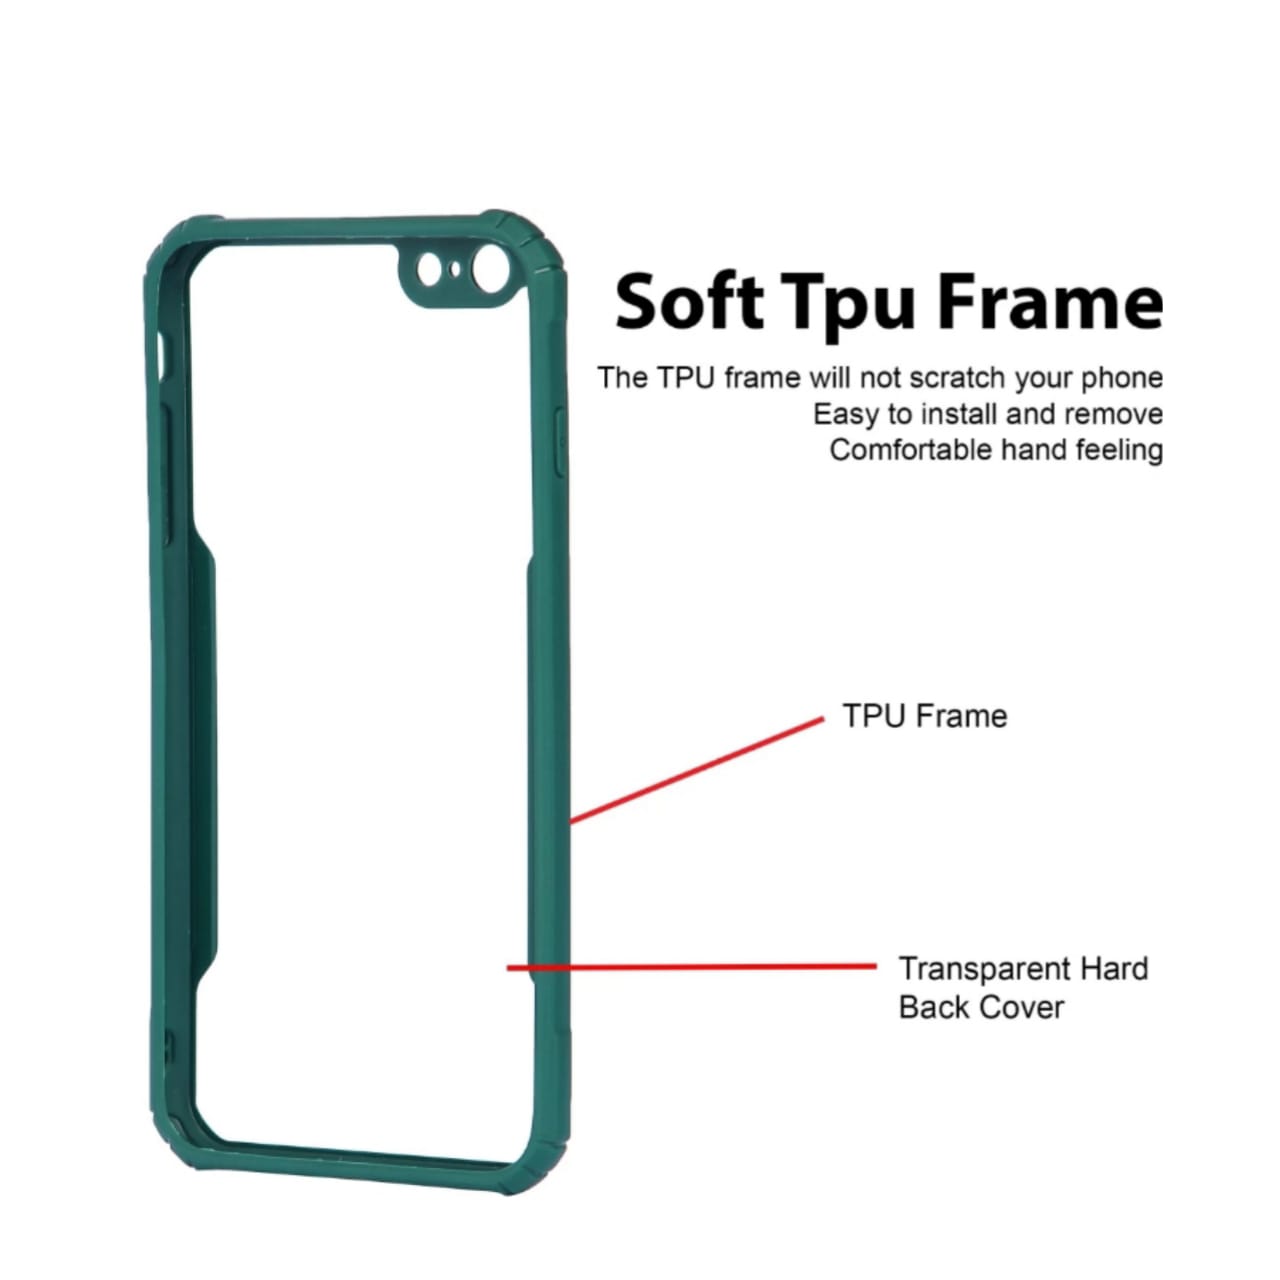 Soft Tpu Frame
The TPU frame will not scratch your phone
Easy to install and remove
Comfortable hand feeling
TPU Frame
Transparent Hard
Back Cover